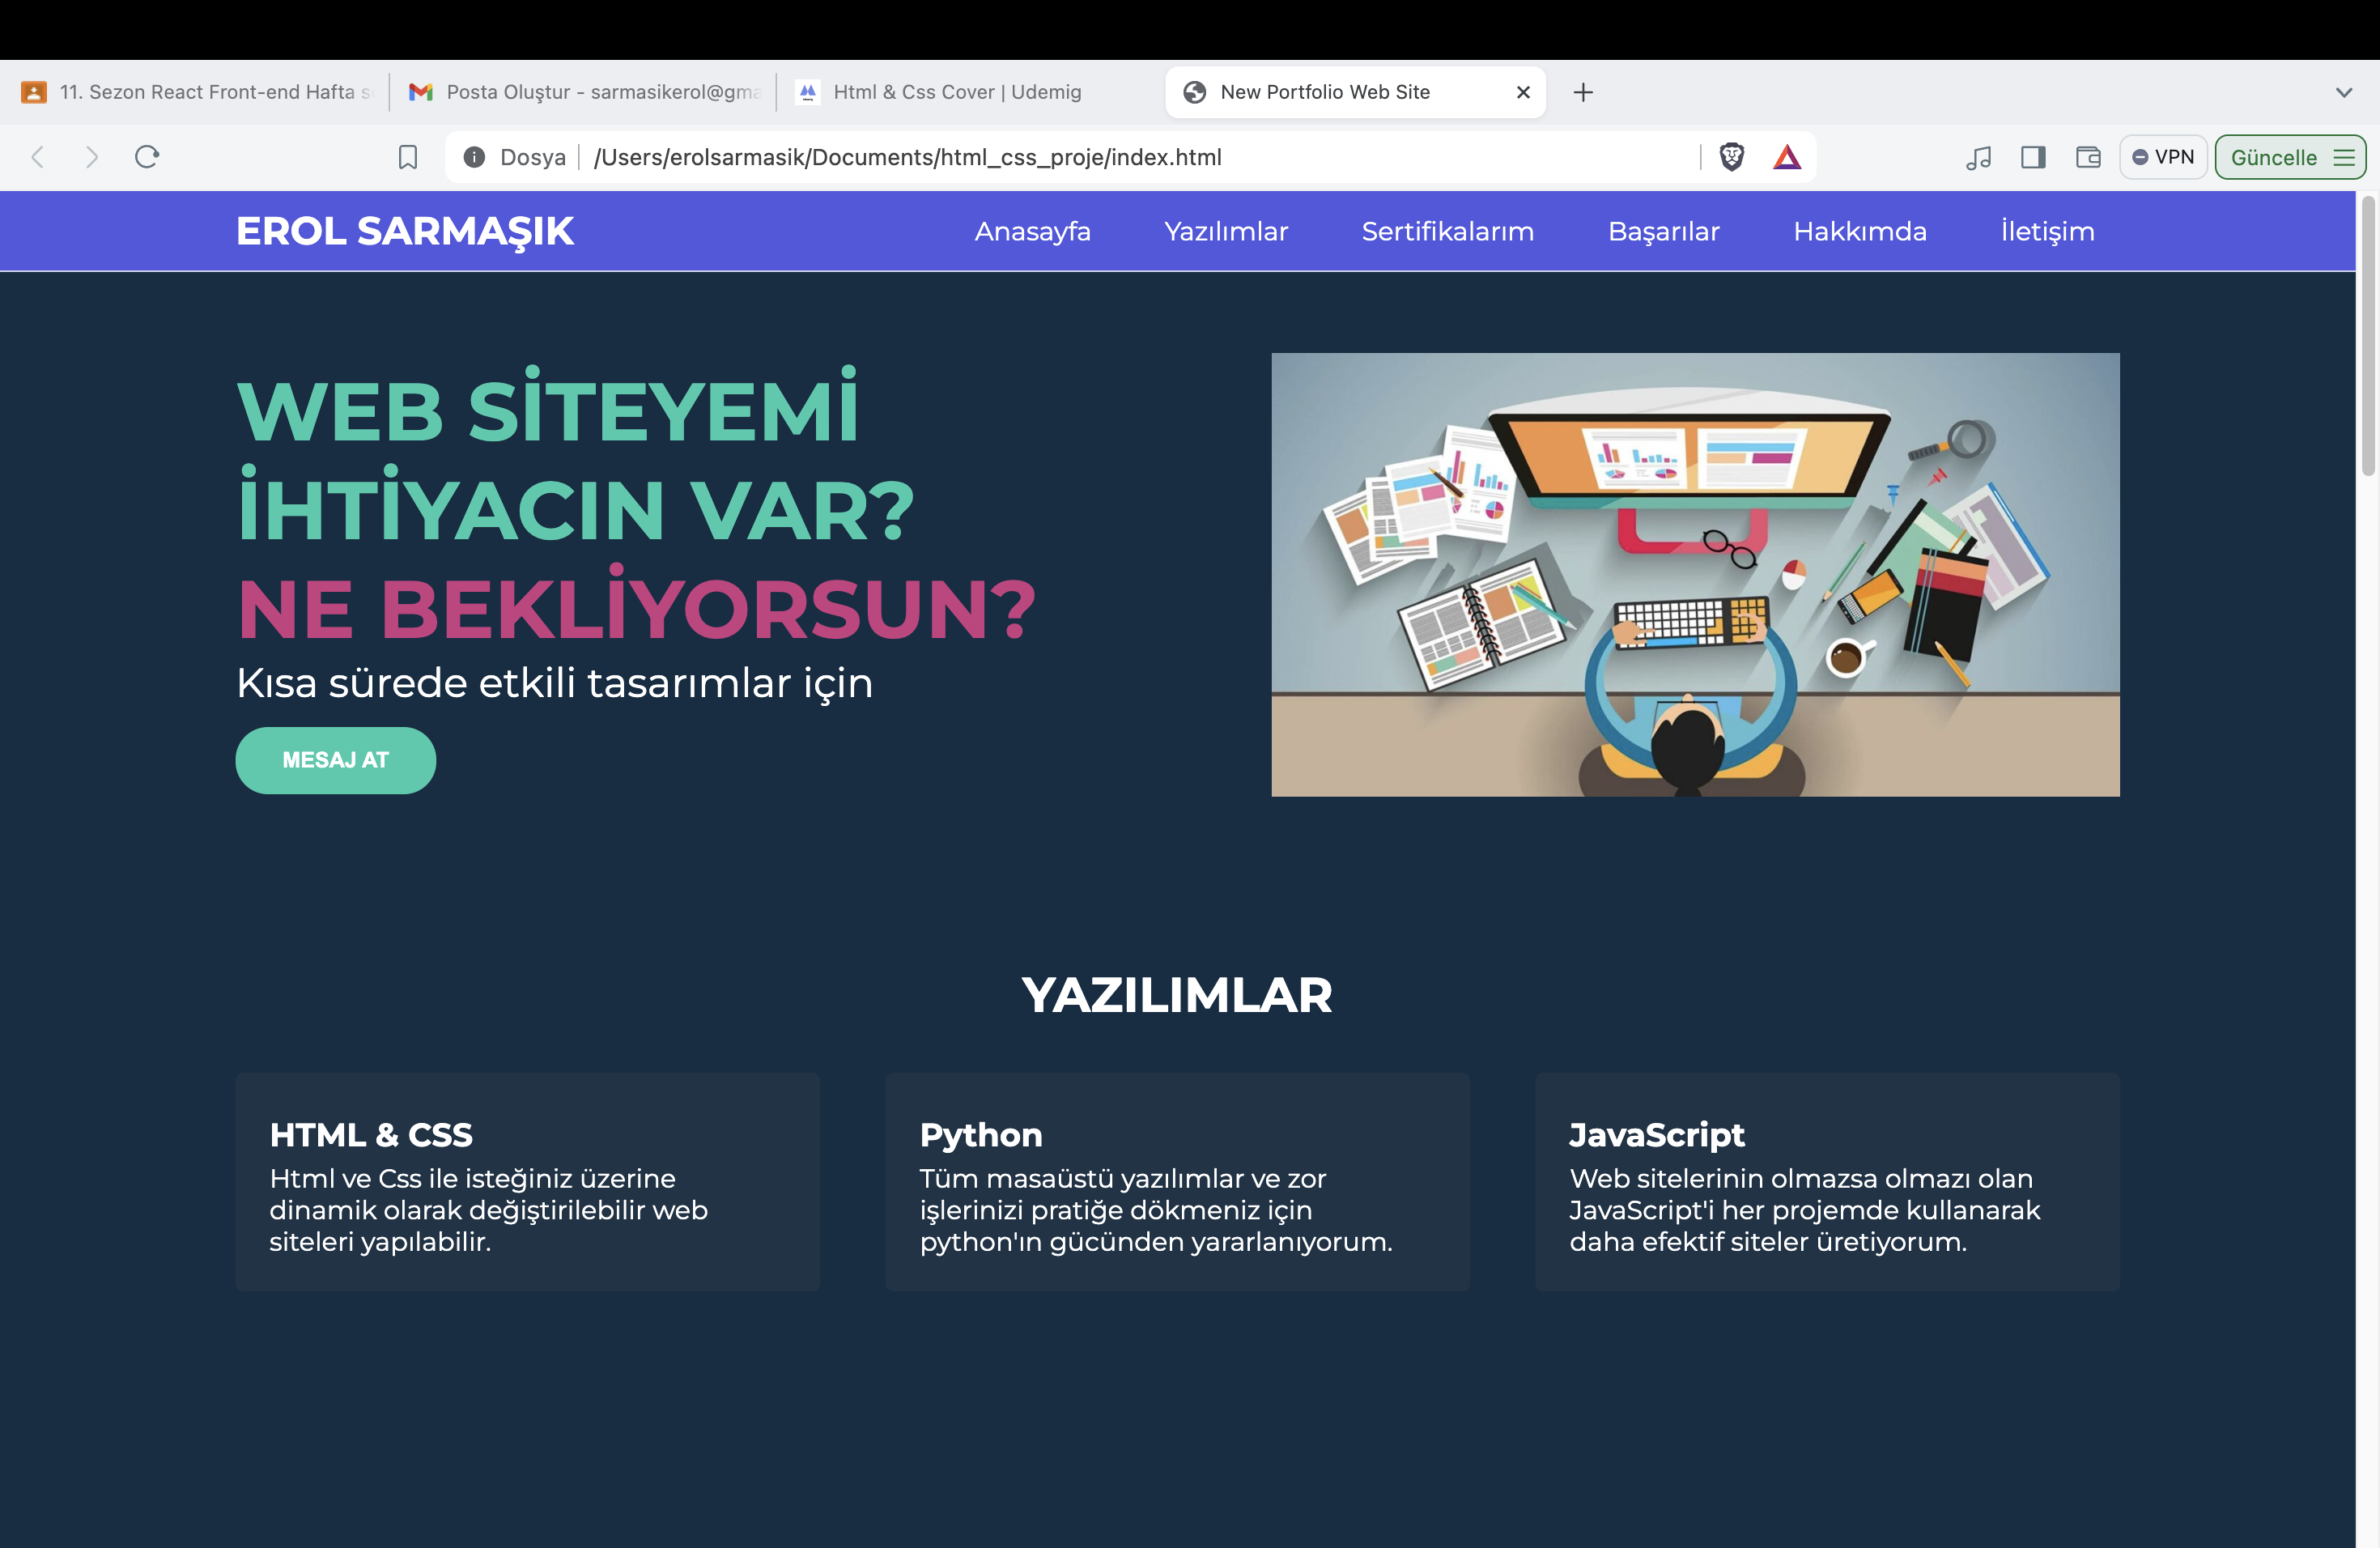 11. Sezon React Front-end Hafta
Posta Oluştur - sarmasikerol@gma
Html & Css Cover | Udemig
New Portfolio Web Site
Dosya
/Users/erolsarmasik/Documents/html_css_proje/index.html
VPN
Güncelle
EROL SARMAŞIK
Anasayfa
Yazılımlar
Sertifikalarım
Başarılar
Hakkımda
İletişim
WEB SİTEYEMİ
İHTİYACIN VAR?
NE BEKLİYORSUN?
Kısa sürede etkili tasarımlar için
MESAJ AT
YAZILIMLAR
HTML & CSS
Html ve Css ile isteğiniz üzerine
dinamik olarak değiştirilebilir web
siteleri yapılabilir.
Python
Tüm masaüstü yazılımlar ve zor
işlerinizi pratiğe dökmeniz için
python'ın gücünden yararlanıyorum.
JavaScript
Web sitelerinin olmazsa olmazı olan
JavaScript'i her projemde kullanarak
daha efektif siteler üretiyorum.